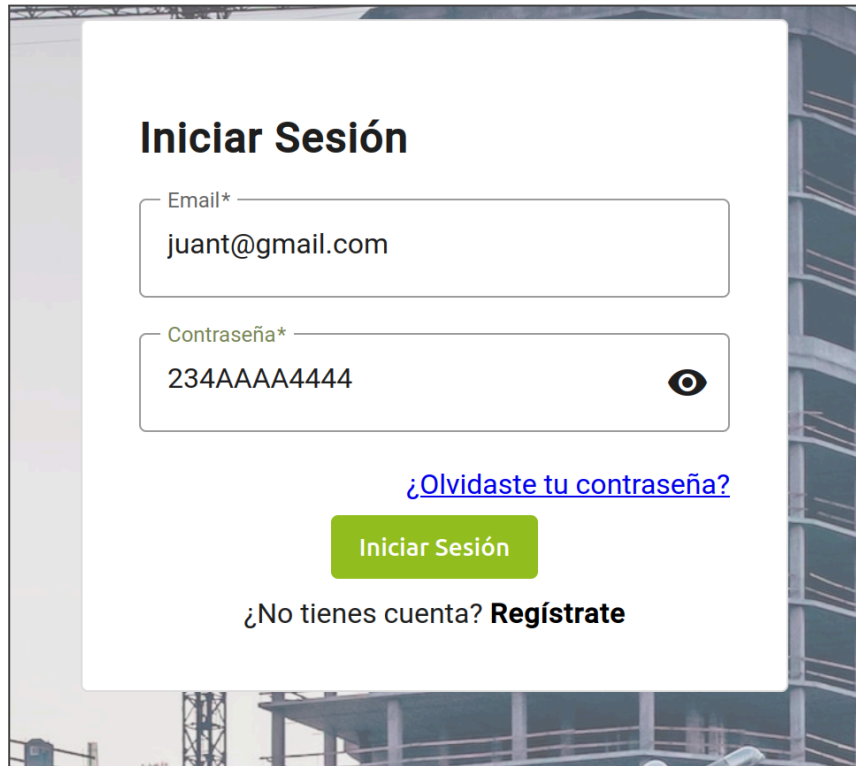 Iniciar Sesión
Email*
juant@gmail.com
Contraseña*
234AAAA4444
¿Olvidaste tu contraseña?
Iniciar Sesión
¿No tienes cuenta? Regístrate